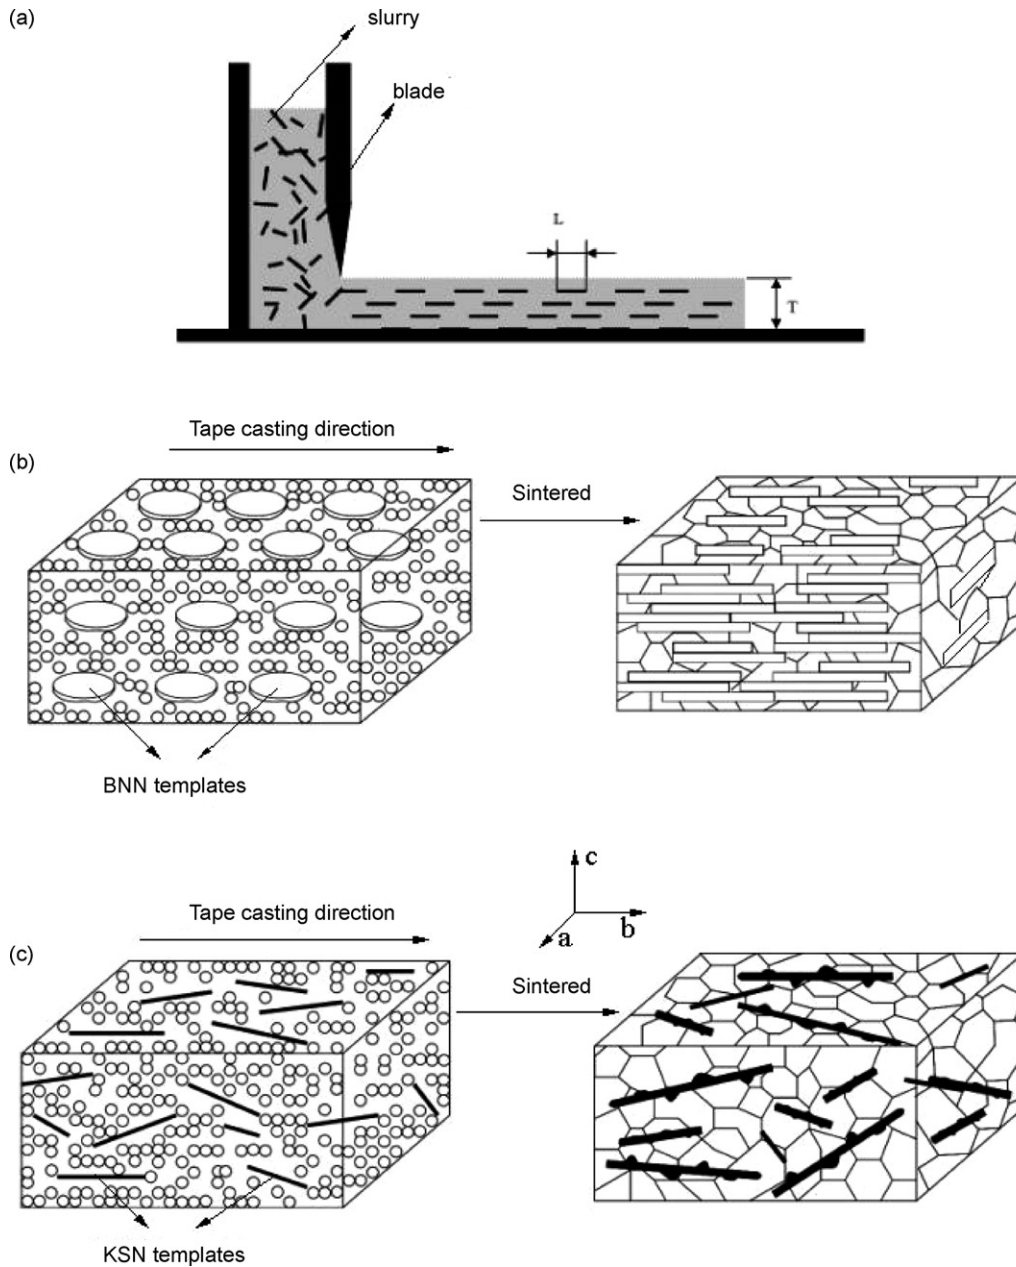 (a)
slurry
blade
L
T
Tape casting direction
(b)
Sintered
BNN templates
c
b
a
Tape casting direction
(c)
Sintered
KSN templates